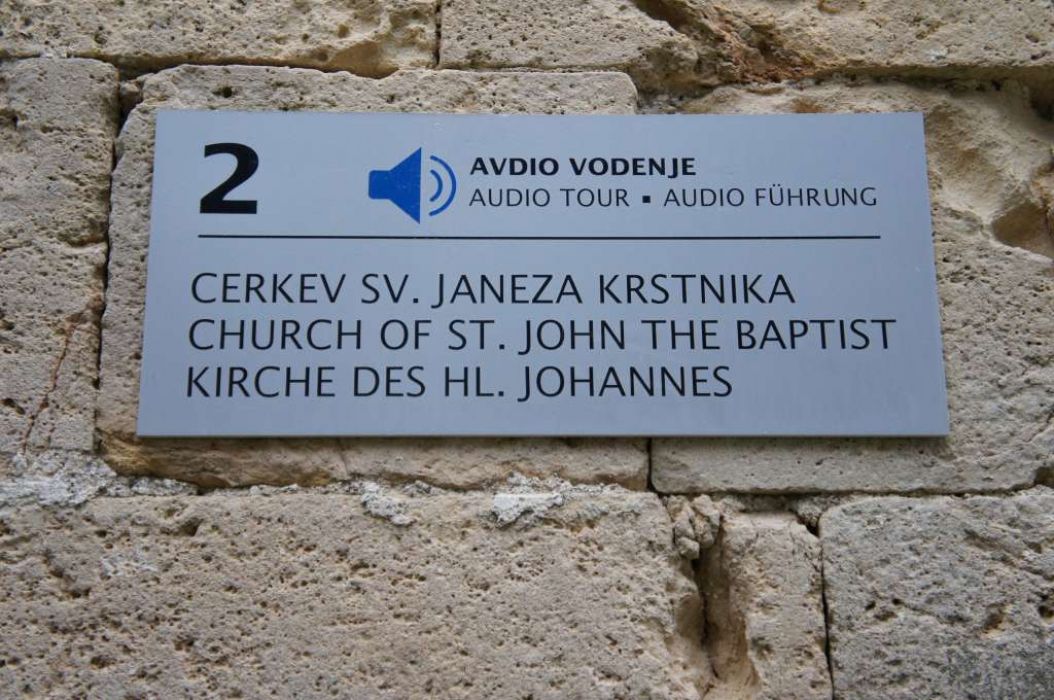 2
AVDIO VODENJE
AUDIO TOUR ▪ AUDIO FÜHRUNG
CERKEV SV. JANEZA KRSTNIKA
CHURCH OF ST. JOHN THE BAPTIST
KIRCHE DES HL. JOHANNES